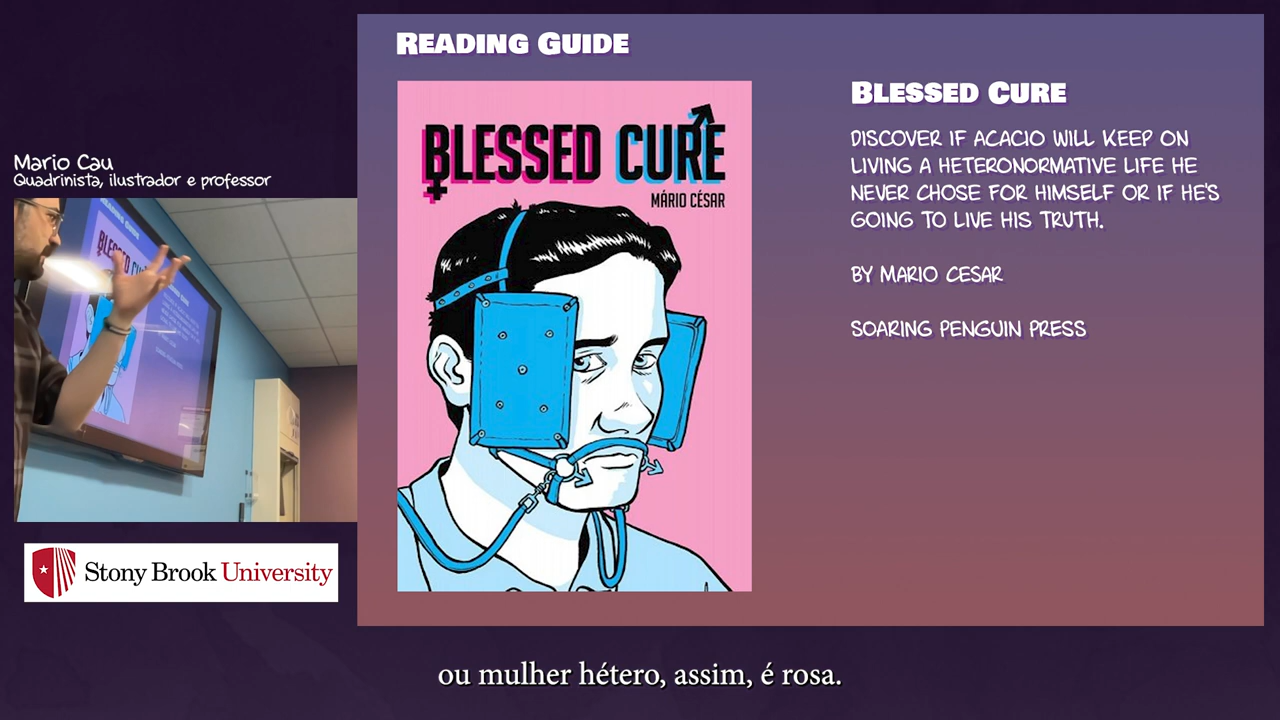 READING GUIDE
BLESSED CURE
MÁRIO CÉSAR
BLESSED CURE
DISCOVER IF ACACIO WILL KEEP ON
LIVING A HETERONORMATIVE LIFE HE
NEVER CHOSE FOR HIMSELF OR IF HE'S
GOING TO LIVE HIS TRUTH.
BY MARIO CESAR
SOARING PENGUIN PRESS
Mario Cau
Quadrinista, ilustrador e professor
Stony Brook University
ou mulher hétero, assim, é rosa.